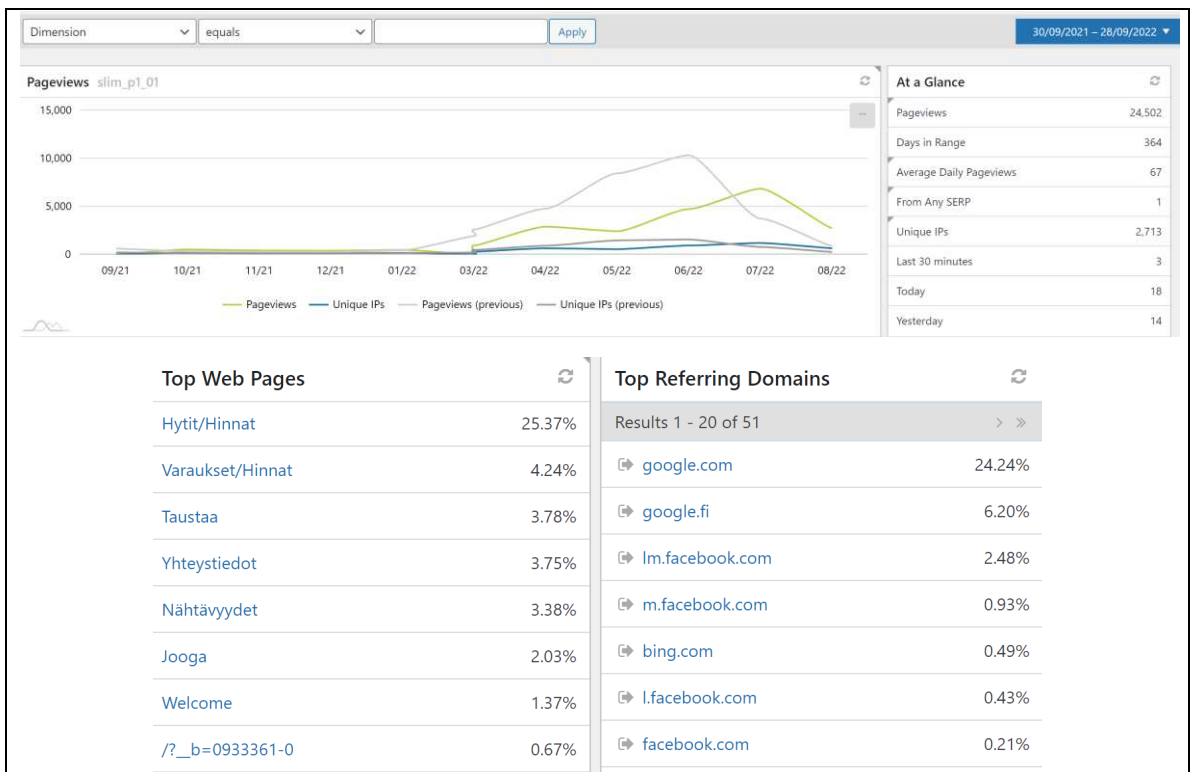 Dimension equals Apply 30/09/2021 – 28/09/2022
Pageviews slim_p1_01
15,000
10,000
5,000
0
09/21 10/21 11/21 12/21 01/22 03/22 04/22 05/22 06/22 07/22 08/22
Pageviews Unique IPs Pageviews (previous) Unique IPs (previous)
At a Glance
Pageviews 24,502
Days in Range 364
Average Daily Pageviews 67
From Any SERP 1
Unique IPs 2,713
Last 30 minutes 3
Today 18
Yesterday 14
Top Web Pages
Hytit/Hinnat 25.37%
Varaukset/Hinnat 4.24%
Taustaa 3.78%
Yhteystiedot 3.75%
Nähtävyydet 3.38%
Jooga 2.03%
Welcome 1.37%
/?__b=0933361-0 0.67%
Top Referring Domains
Results 1 - 20 of 51
google.com 24.24%
google.fi 6.20%
lm.facebook.com 2.48%
m.facebook.com 0.93%
bing.com 0.49%
l.facebook.com 0.43%
facebook.com 0.21%